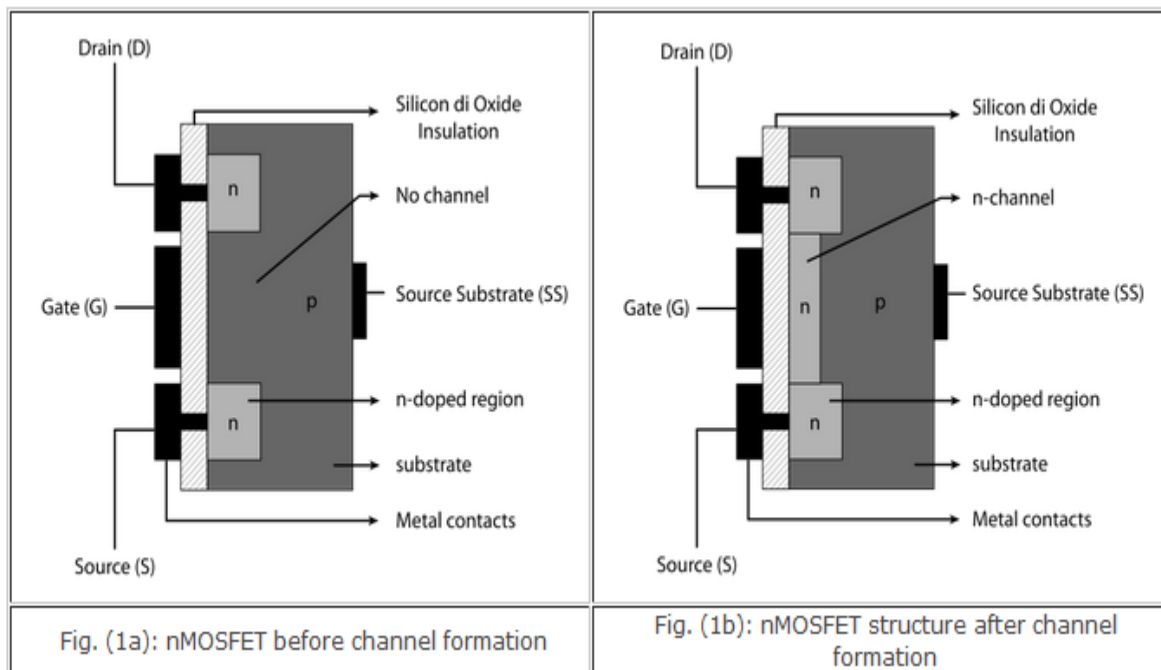 Drain (D)
Silicon di Oxide
Insulation
n
No channel
Gate (G)
p
Source Substrate (SS)
n-doped region
n
substrate
Metal contacts
Source (S)
Fig. (1a): nMOSFET before channel formation
Drain (D)
Silicon di Oxide
Insulation
n
n-channel
Gate (G)
n
p
Source Substrate (SS)
n-doped region
n
substrate
Metal contacts
Source (S)
Fig. (1b): nMOSFET structure after channel
formation